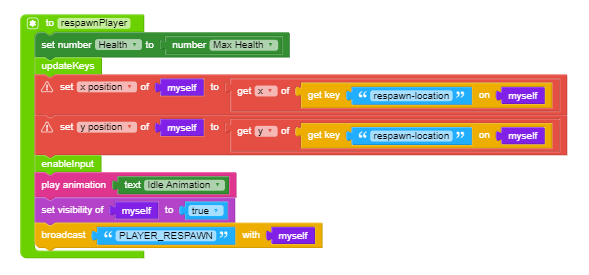 to respawnPlayer
set number Health to number Max Health
updateKeys
set x position of myself to get x of get key “ respawn-location ” on myself
set y position of myself to get y of get key “ respawn-location ” on myself
enableInput
play animation text Idle Animation
set visibility of myself to true
broadcast “ PLAYER_RESPAWN ” with myself